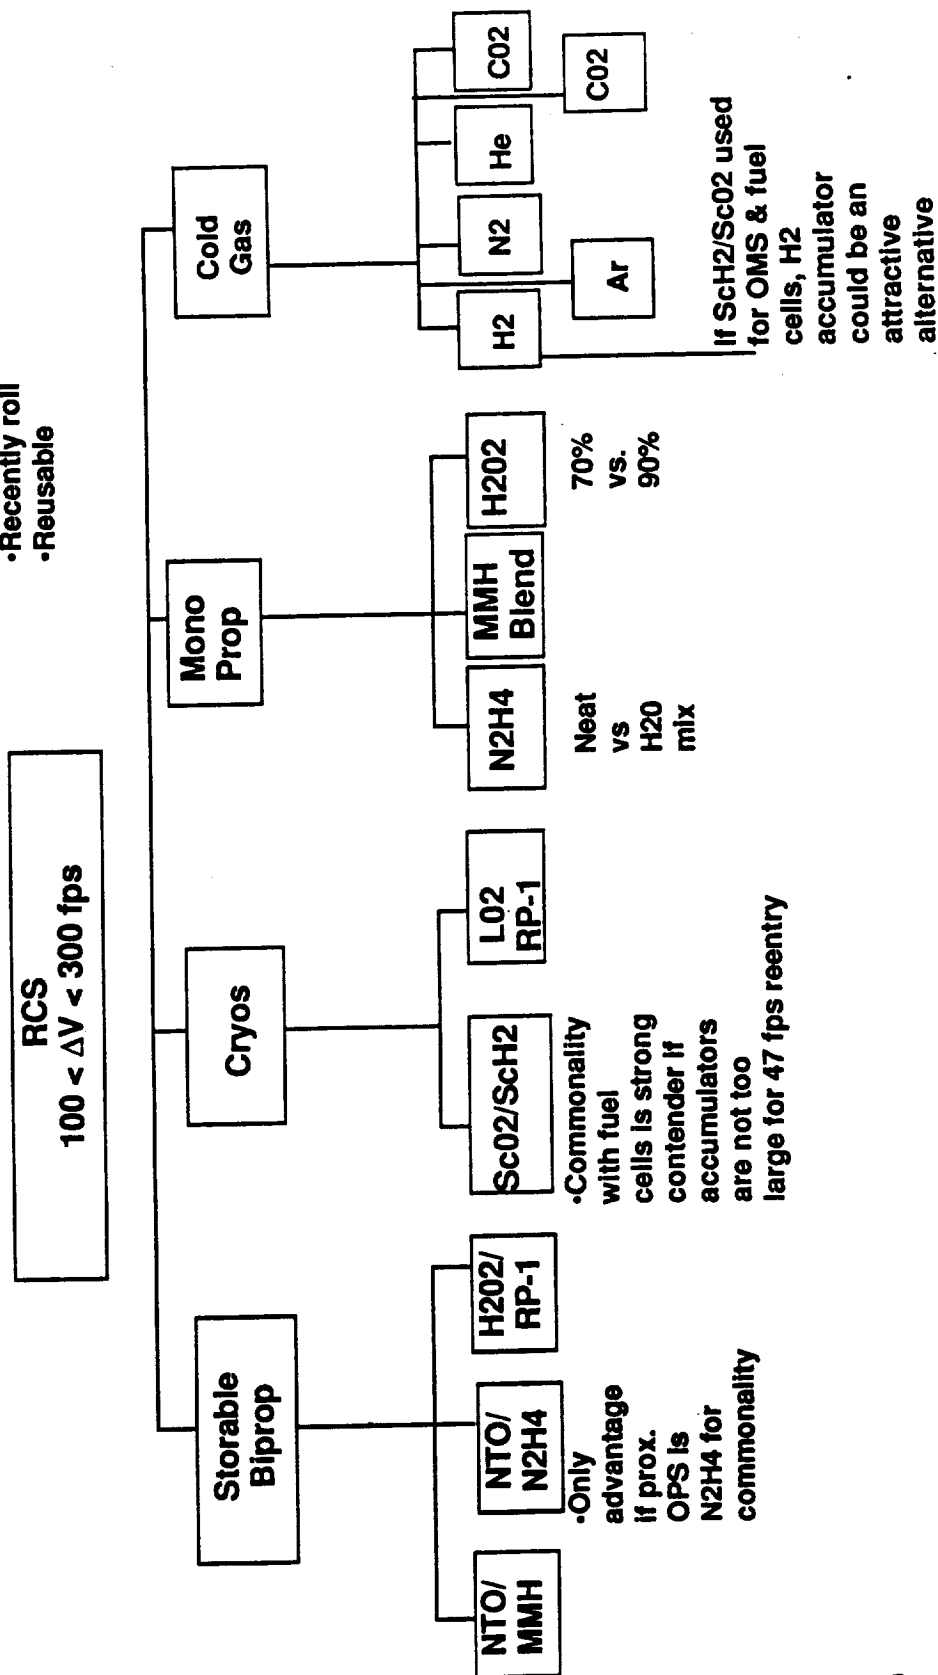 •Recently roll
•Reusable
RCS
100 < ΔV < 300 fps
Storable
Biprop
Cryos
Mono
Prop
Cold
Gas
NTO/
MMH
NTO/
N2H4
•Only
advantage
if prox.
OPS is
N2H4 for
commonality
H202/
RP-1
Sc02/ScH2
•Commonality
with fuel
cells is strong
contender if
accumulators
are not too
large for 47 fps reentry
L02
RP-1
N2H4
Neat
vs
H20
mix
MMH
Blend
H202
70%
vs.
90%
H2
Ar
N2
He
C02
C02
If ScH2/Sc02 used
for OMS & fuel
cells, H2
accumulator
could be an
attractive
alternative